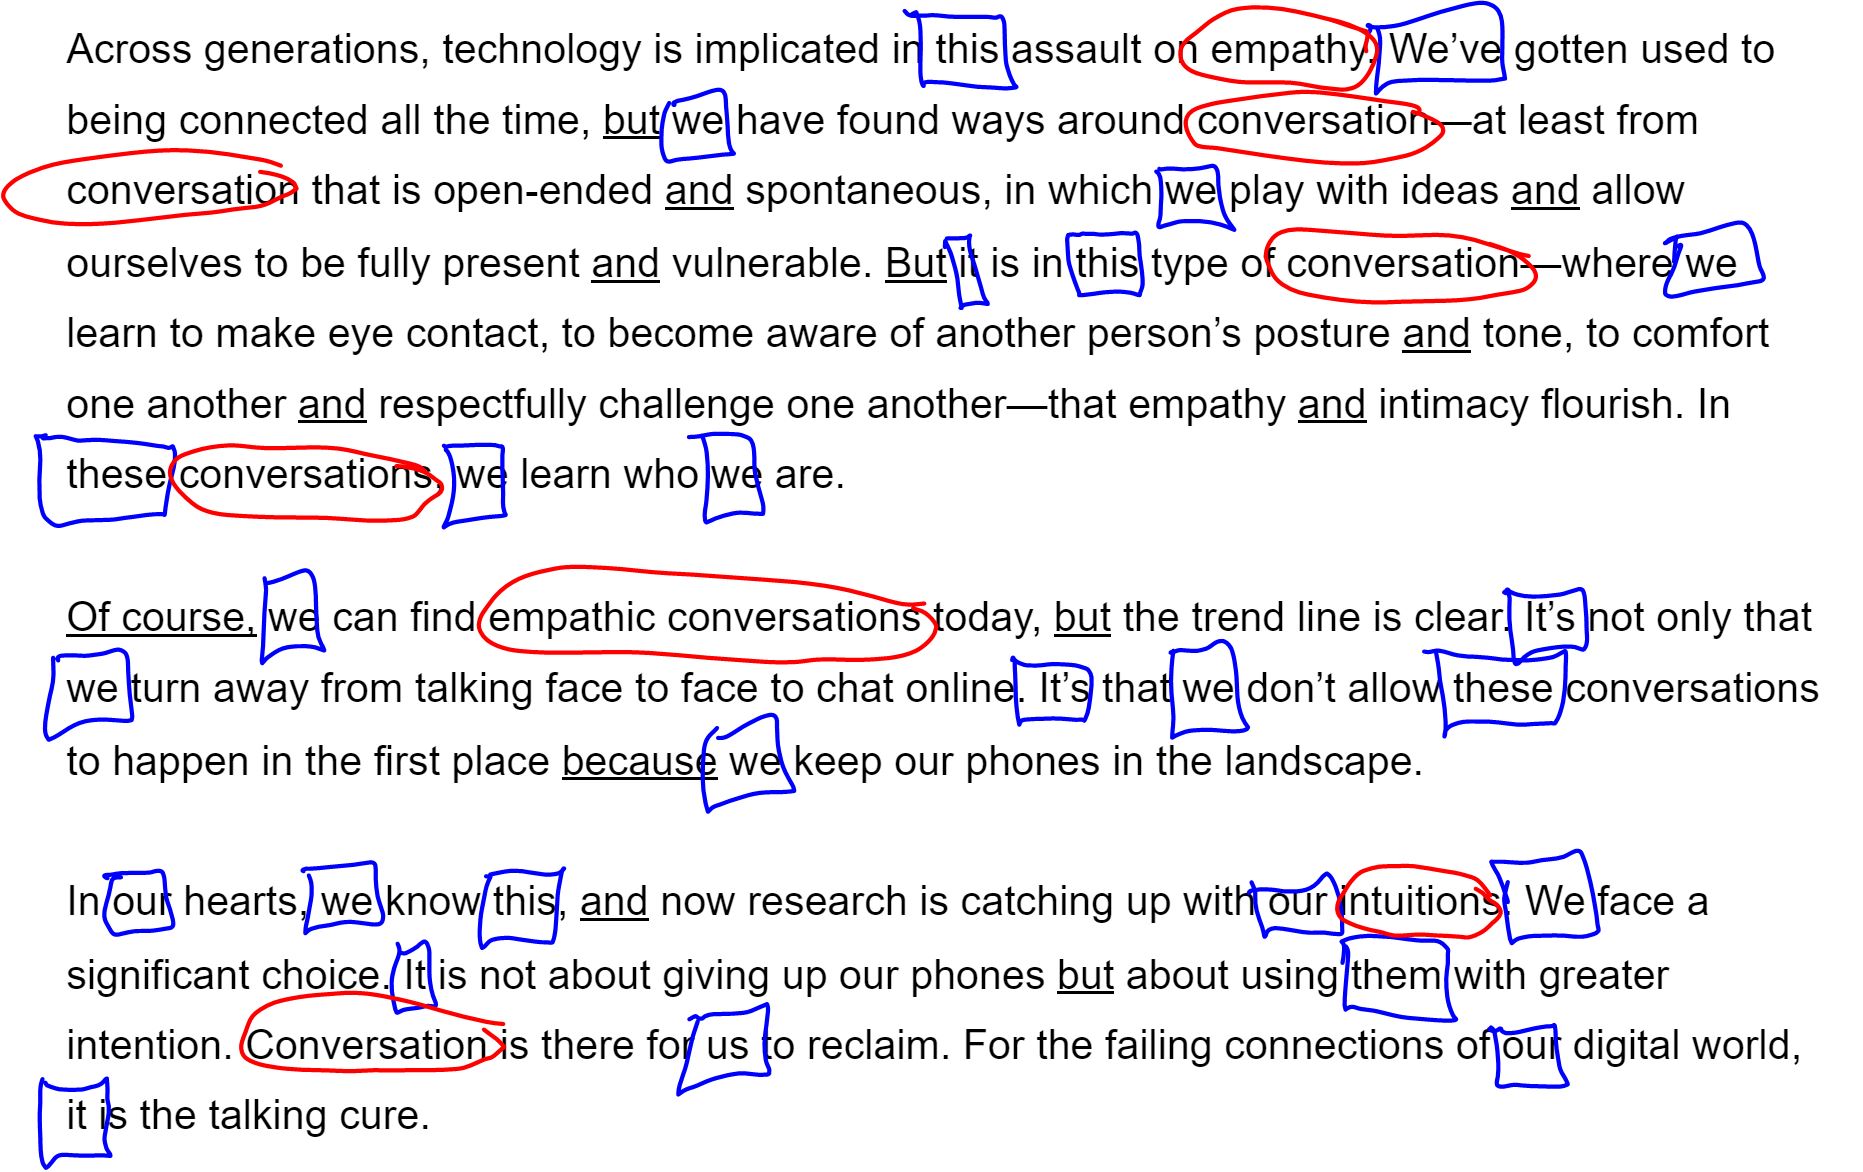 Across generations, technology is implicated in this assault on empathy. We’ve gotten used to
being connected all the time, but we have found ways around conversation—at least from
conversation that is open-ended and spontaneous, in which we play with ideas and allow
ourselves to be fully present and vulnerable. But it is in this type of conversation—where we
learn to make eye contact, to become aware of another person’s posture and tone, to comfort
one another and respectfully challenge one another—that empathy and intimacy flourish. In
these conversations, we learn who we are.
Of course, we can find empathic conversations today, but the trend line is clear. It’s not only that
we turn away from talking face to face to chat online. It’s that we don’t allow these conversations
to happen in the first place because we keep our phones in the landscape.
In our hearts, we know this, and now research is catching up with our intuitions. We face a
significant choice. It is not about giving up our phones but about using them with greater
intention. Conversation is there for us to reclaim. For the failing connections of our digital world,
it is the talking cure.